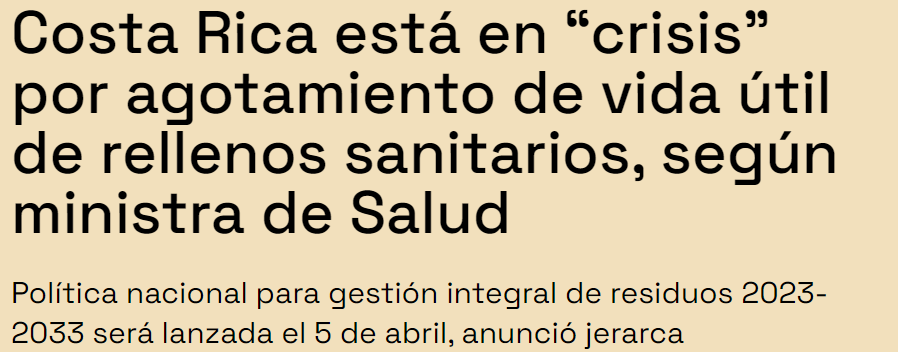 Costa Rica está en “crisis”
por agotamiento de vida útil
de rellenos sanitarios, según
ministra de Salud
Política nacional para gestión integral de residuos 2023-
2033 será lanzada el 5 de abril, anunció jerarca